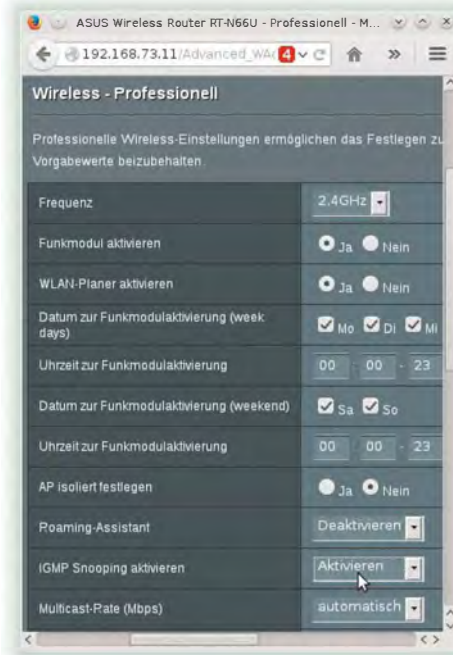 ASUS Wireless Router RT-N66U - Professionell - M...
192.168.73.11/Advanced_WAd 4
Wireless - Professionell
Professionelle Wireless-Einstellungen ermöglichen das Festlegen zu
Vorgabewerte beizubehalten.
Frequenz 2.4GHz
Funkmodul aktivieren Ja Nein
WLAN-Planer aktivieren Ja Nein
Datum zur Funkmodulaktivierung (week
days) Mo Di Mi
Uhrzeit zur Funkmodulaktivierung 00 : 00 - 23
Datum zur Funkmodulaktivierung (weekend) Sa So
Uhrzeit zur Funkmodulaktivierung 00 : 00 - 23
AP isoliert festlegen Ja Nein
Roaming-Assistant Deaktivieren
IGMP Snooping aktivieren Aktivieren
Multicast-Rate (Mbps) automatisch